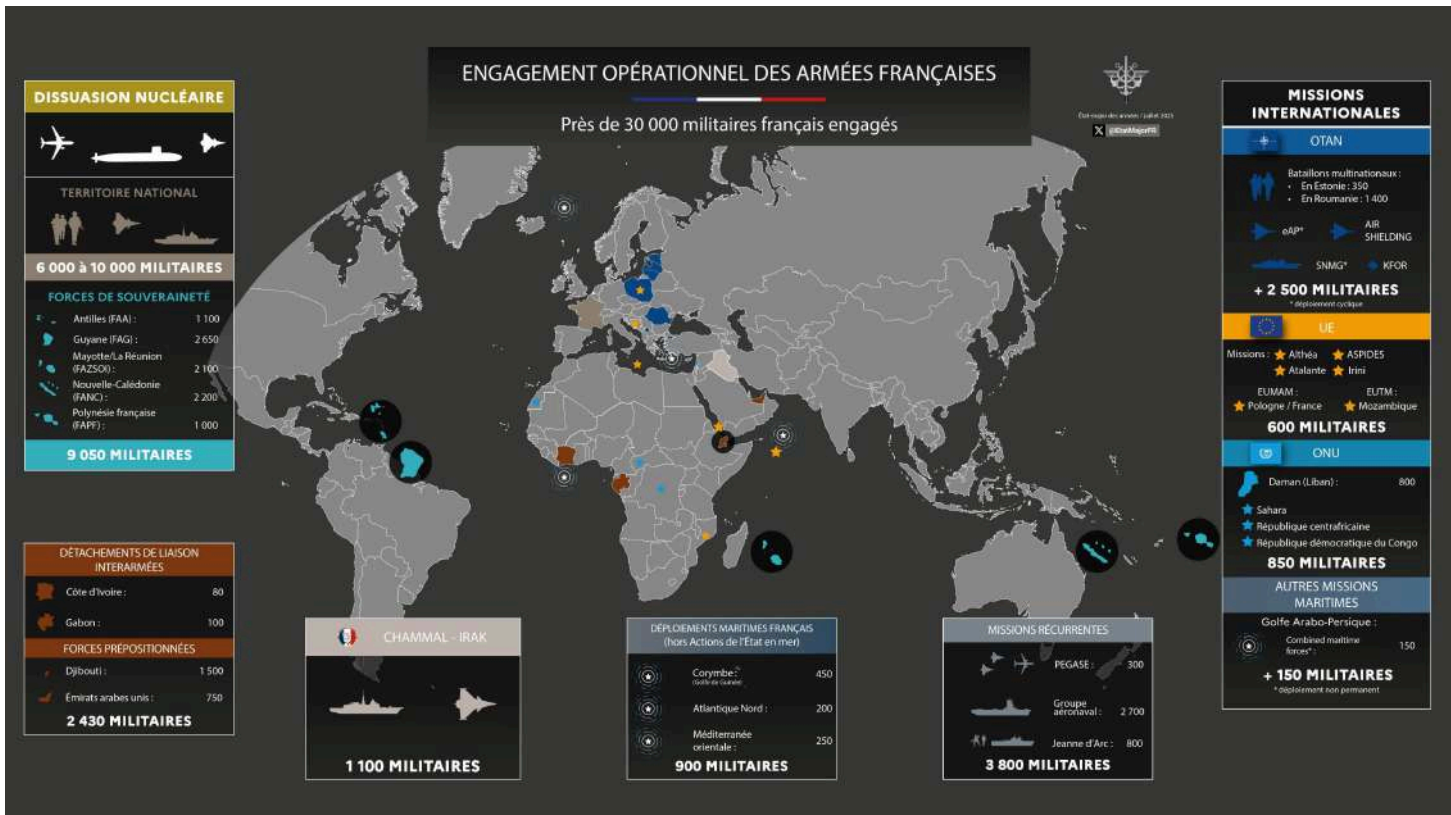 ENGAGEMENT OPÉRATIONNEL DES ARMÉES FRANÇAISES
Près de 30 000 militaires français engagés
État-major des armées / juillet 2025
@EtatMajorFR
DISSUASION NUCLÉAIRE
TERRITOIRE NATIONAL
6 000 à 10 000 MILITAIRES
FORCES DE SOUVERAINETÉ
Antilles (FAA) : 1 100
Guyane (FAG) : 2 650
Mayotte/La Réunion
(FAZSOI) : 2 100
Nouvelle-Calédonie
(FANC) : 2 200
Polynésie française
(FAPF) : 1 000
9 050 MILITAIRES
DÉTACHEMENTS DE LIAISON
INTERARMÉES
Côte d'Ivoire : 80
Gabon : 100
FORCES PRÉPOSITIONNÉES
Djibouti : 1 500
Émirats arabes unis : 750
2 430 MILITAIRES
CHAMMAL - IRAK
1 100 MILITAIRES
DÉPLOIEMENTS MARITIMES FRANÇAIS
(hors Actions de l'État en mer)
Corymbe : 450
(Golfe de Guinée)
Atlantique Nord : 200
Méditerranée
orientale : 250
900 MILITAIRES
MISSIONS RÉCURRENTES
PEGASE : 300
Groupe
aéronaval : 2 700
Jeanne d'Arc : 800
3 800 MILITAIRES
MISSIONS
INTERNATIONALES
OTAN
Bataillons multinationaux :
• En Estonie : 350
• En Roumanie : 1 400
eAP*
AIR
SHIELDING
SNMG*
KFOR
+ 2 500 MILITAIRES
* déploiement cyclique
UE
Missions : Althéa ASPIDES
Atalante Irini
EUMAM : EUTM :
Pologne / France Mozambique
600 MILITAIRES
ONU
Daman (Liban) : 800
Sahara
République centrafricaine
République démocratique du Congo
850 MILITAIRES
AUTRES MISSIONS
MARITIMES
Golfe Arabo-Persique :
Combined maritime
forces* : 150
+ 150 MILITAIRES
* déploiement non permanent